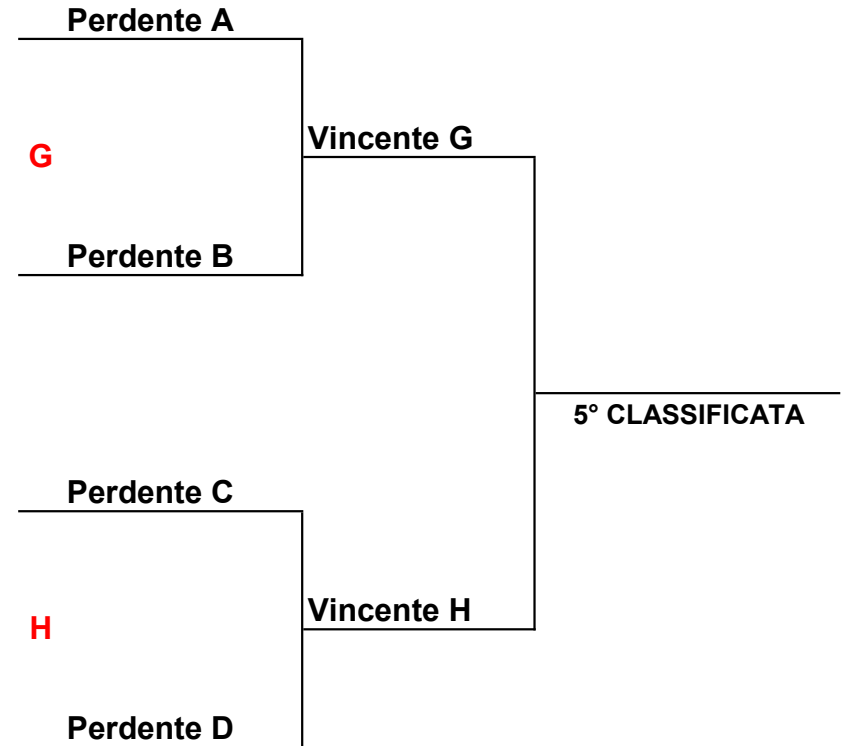 Perdente A
Vincente G
G
Perdente B
5° CLASSIFICATA
Perdente C
Vincente H
H
Perdente D